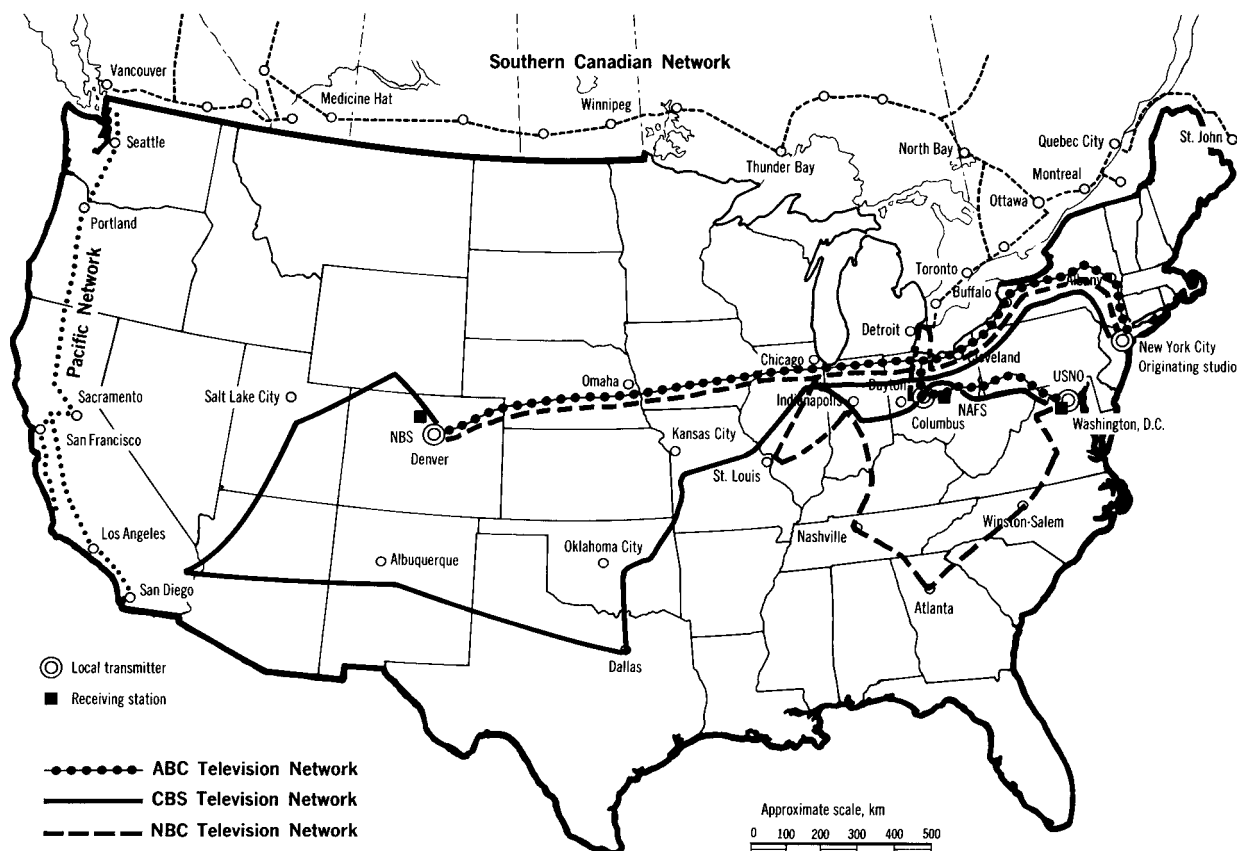 Southern Canadian Network
Vancouver
Medicine Hat
Winnipeg
Thunder Bay
North Bay
Quebec City
St. John
Montreal
Ottawa
Toronto
Seattle
Portland
Pacific Network
Buffalo
Albany
Detroit
Cleveland
New York City
Originating studio
Chicago
Omaha
Salt Lake City
Sacramento
San Francisco
NBS
Denver
Kansas City
St. Louis
Indianapolis
Dayton
Columbus
NAFS
USNO
Washington, D.C.
Los Angeles
San Diego
Albuquerque
Oklahoma City
Nashville
Winston-Salem
Atlanta
Dallas
Local transmitter
Receiving station
ABC Television Network
CBS Television Network
NBC Television Network
Approximate scale, km
0 100 200 300 400 500